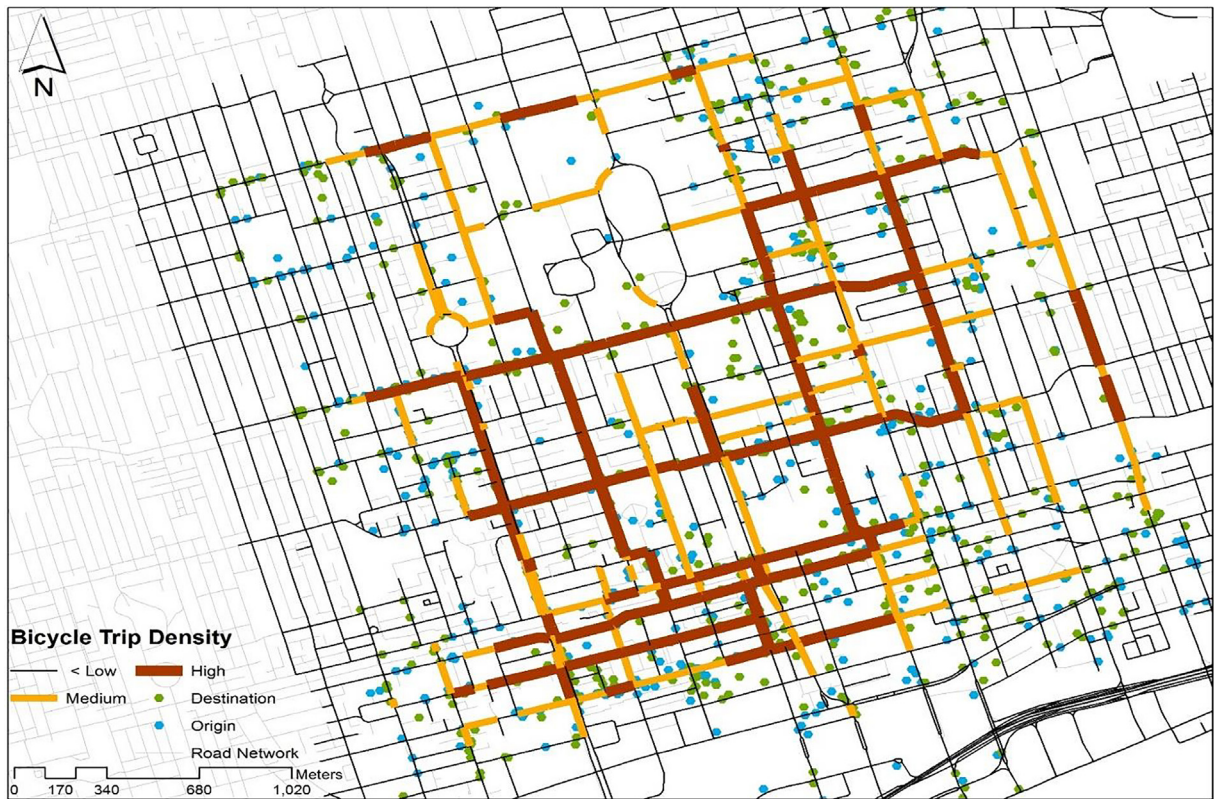 N
Bicycle Trip Density
< Low High
Medium Destination
Origin
Road Network
Meters
0 170 340 680 1,020